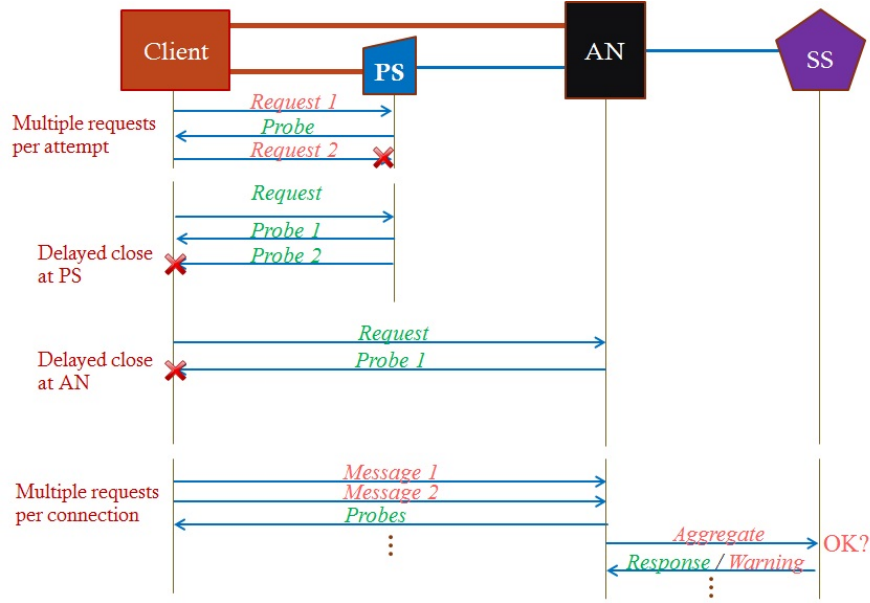 Client
PS
AN
SS
Multiple requests
per attempt
Request 1
Probe
Request 2
Request
Probe 1
Probe 2
Delayed close
at PS
Request
Probe 1
Delayed close
at AN
Message 1
Message 2
Probes
Multiple requests
per connection
Aggregate
OK?
Response / Warning